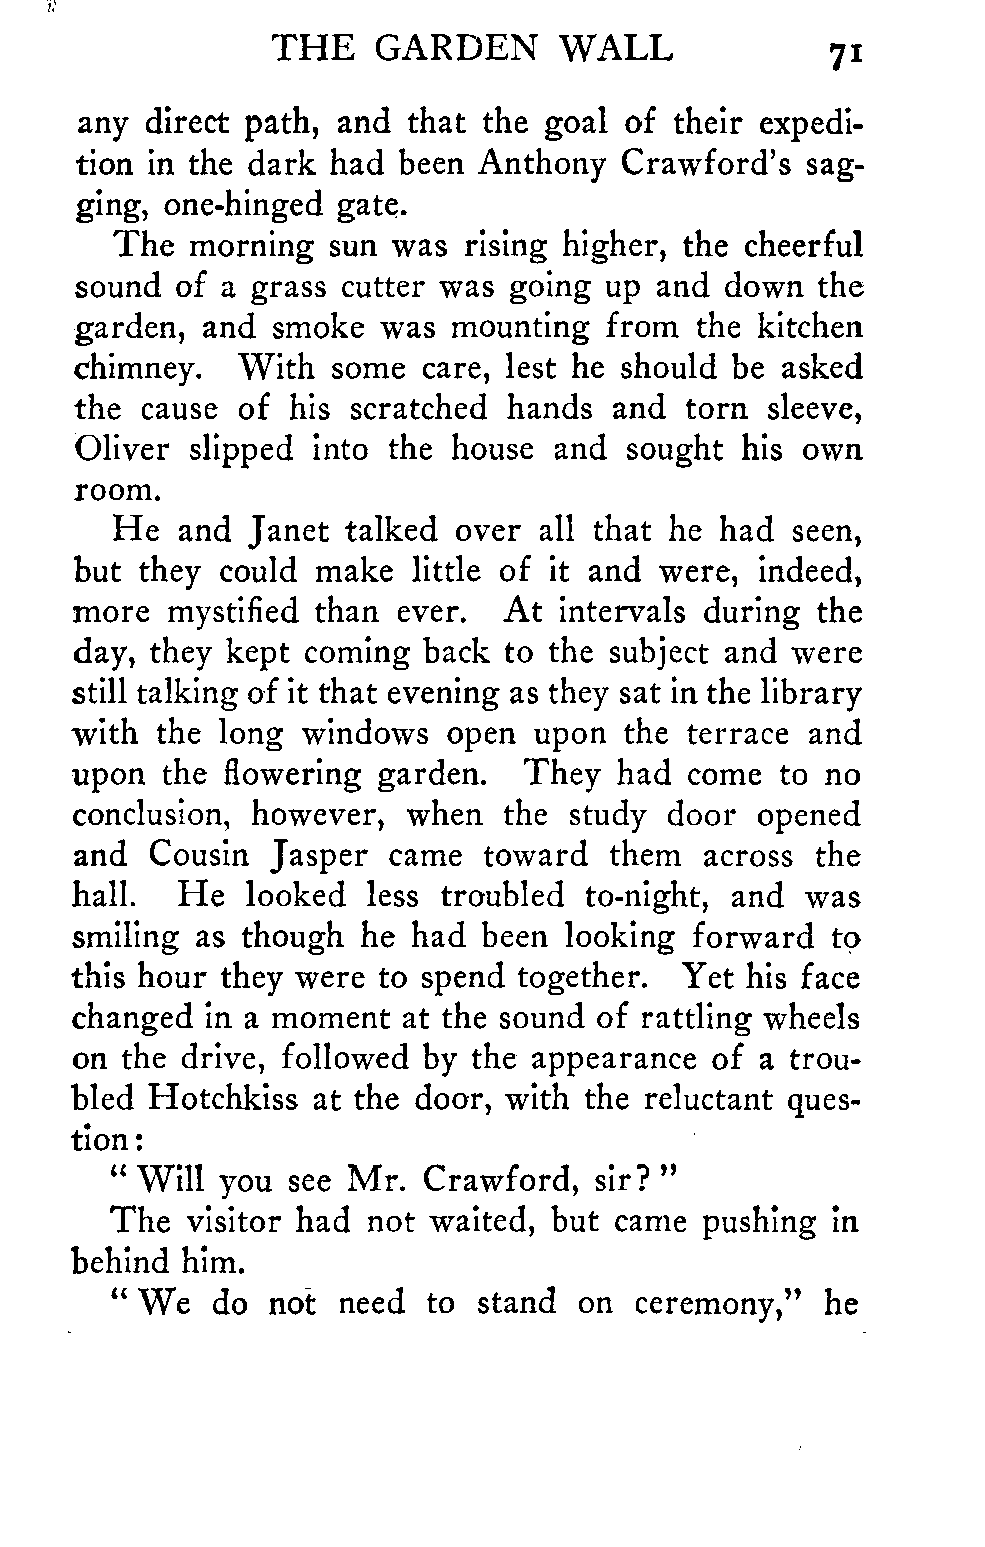 THE GARDEN WALL 71
any direct path, and that the goal of their expedi-
tion in the dark had been Anthony Crawford's sag-
ging, one-hinged gate.
The morning sun was rising higher, the cheerful
sound of a grass cutter was going up and down the
garden, and smoke was mounting from the kitchen
chimney. With some care, lest he should be asked
the cause of his scratched hands and torn sleeve,
Oliver slipped into the house and sought his own
room.
He and Janet talked over all that he had seen,
but they could make little of it and were, indeed,
more mystified than ever. At intervals during the
day, they kept coming back to the subject and were
still talking of it that evening as they sat in the library
with the long windows open upon the terrace and
upon the flowering garden. They had come to no
conclusion, however, when the study door opened
and Cousin Jasper came toward them across the
hall. He looked less troubled to-night, and was
smiling as though he had been looking forward to
this hour they were to spend together. Yet his face
changed in a moment at the sound of rattling wheels
on the drive, followed by the appearance of a trou-
bled Hotchkiss at the door, with the reluctant ques-
tion:
"Will you see Mr. Crawford, sir?"
The visitor had not waited, but came pushing in
behind him.
"We do not need to stand on ceremony," he